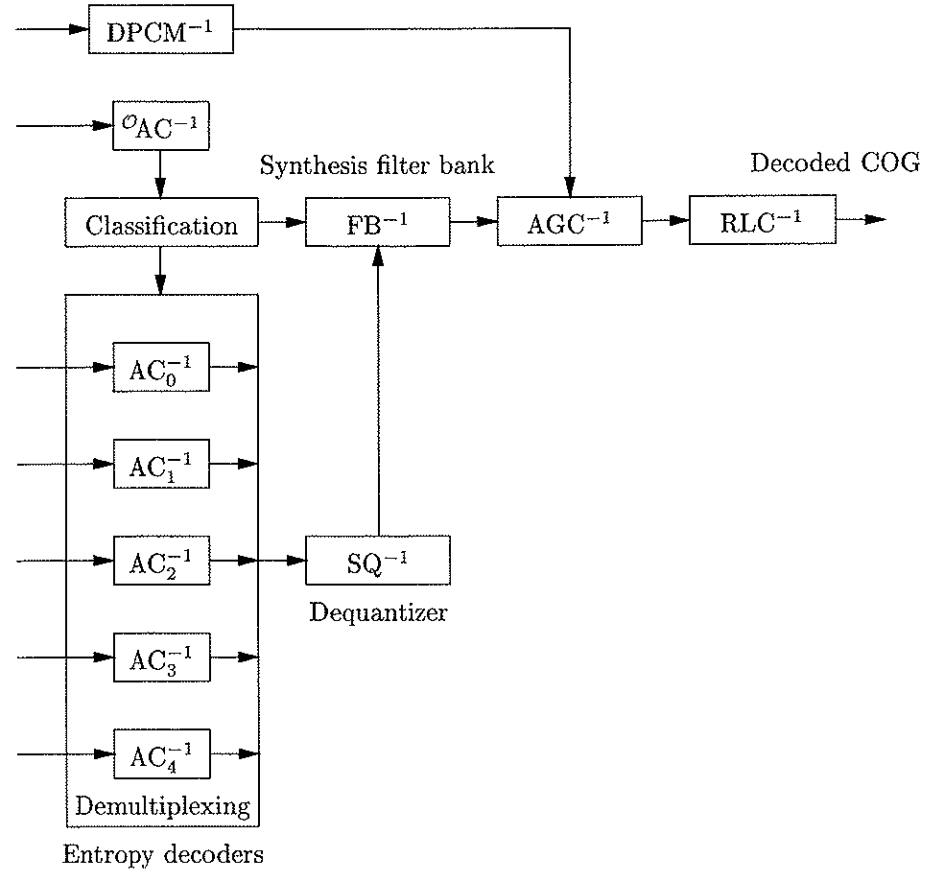 DPCM⁻¹
𝒪AC⁻¹
Synthesis filter bank
Decoded COG
Classification
FB⁻¹
AGC⁻¹
RLC⁻¹
AC₀⁻¹
AC₁⁻¹
AC₂⁻¹
SQ⁻¹
Dequantizer
AC₃⁻¹
AC₄⁻¹
Demultiplexing
Entropy decoders